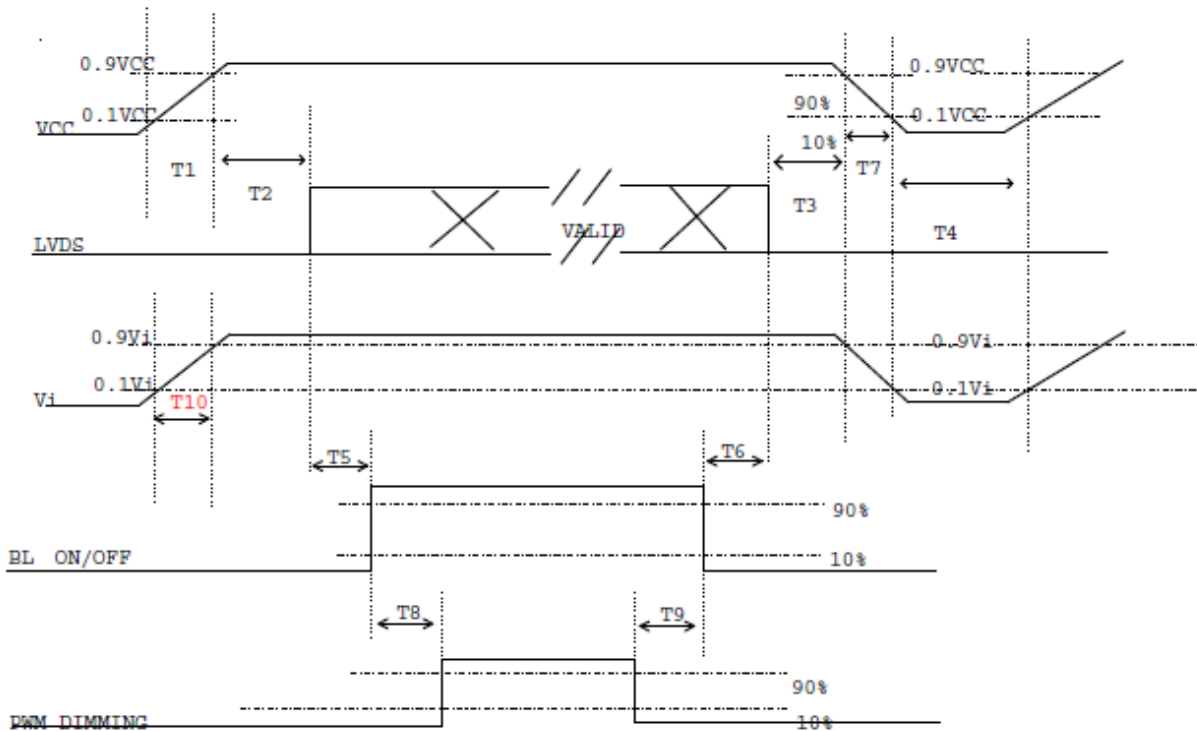 0.9VCC
0.9VCC
90%
0.1VCC
0.1VCC
VCC
10%
T1
T7
T2
T3
VALID
T4
LVDS
0.9Vi
0.9Vi
0.1Vi
0.1Vi
Vi
T10
T5
T6
90%
BL ON/OFF
10%
T8
T9
90%
PWM DIMMING
10%